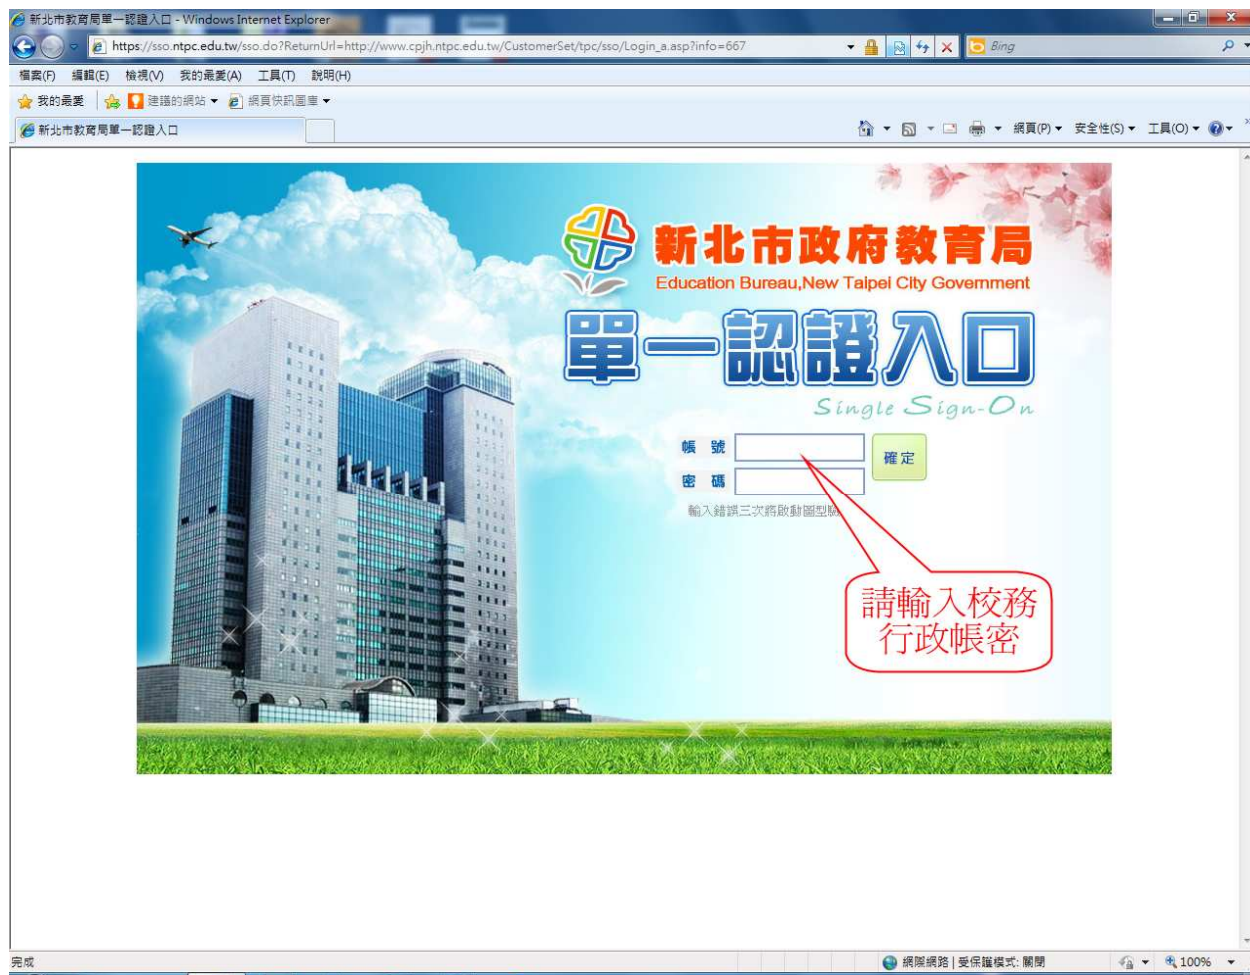 新北市教育局單一認證入口 - Windows Internet Explorer
https://sso.ntpc.edu.tw/sso.do?ReturnUrl=http://www.cpjh.ntpc.edu.tw/CustomerSet/tpc/sso/Login_a.asp?info=667
Bing
檔案(F) 編輯(E) 檢視(V) 我的最愛(A) 工具(T) 說明(H)
我的最愛 建議的網站 網頁快訊圖庫
新北市教育局單一認證入口
網頁(P) 安全性(S) 工具(O)
新北市政府教育局
Education Bureau,New Taipei City Government
單一認證入口
Single Sign-On
帳 號
確定
密 碼
輸入錯誤三次將啟動圖型驗
請輸入校務
行政帳密
完成
網際網路 | 受保護模式: 關閉
100%